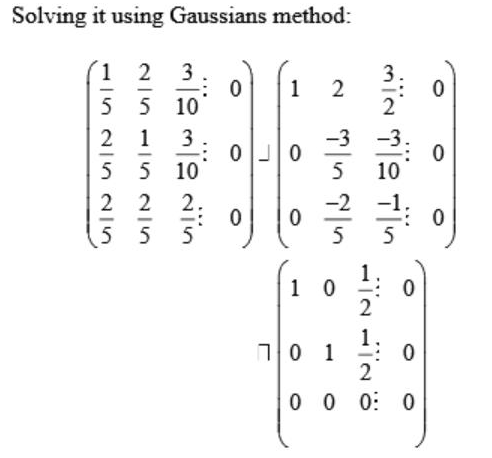 Solving it using Gaussians method:
( 1/5 2/5 3/10 ⋮ 0 ) ( 1 2 3/2 ⋮ 0 )
( 2/5 1/5 3/10 ⋮ 0 ) ⅃ ( 0 -3/5 -3/10 ⋮ 0 )
( 2/5 2/5 2/5 ⋮ 0 ) ( 0 -2/5 -1/5 ⋮ 0 )
( 1 0 1/2 ⋮ 0 )
ㄱ ( 0 1 1/2 ⋮ 0 )
( 0 0 0 ⋮ 0 )